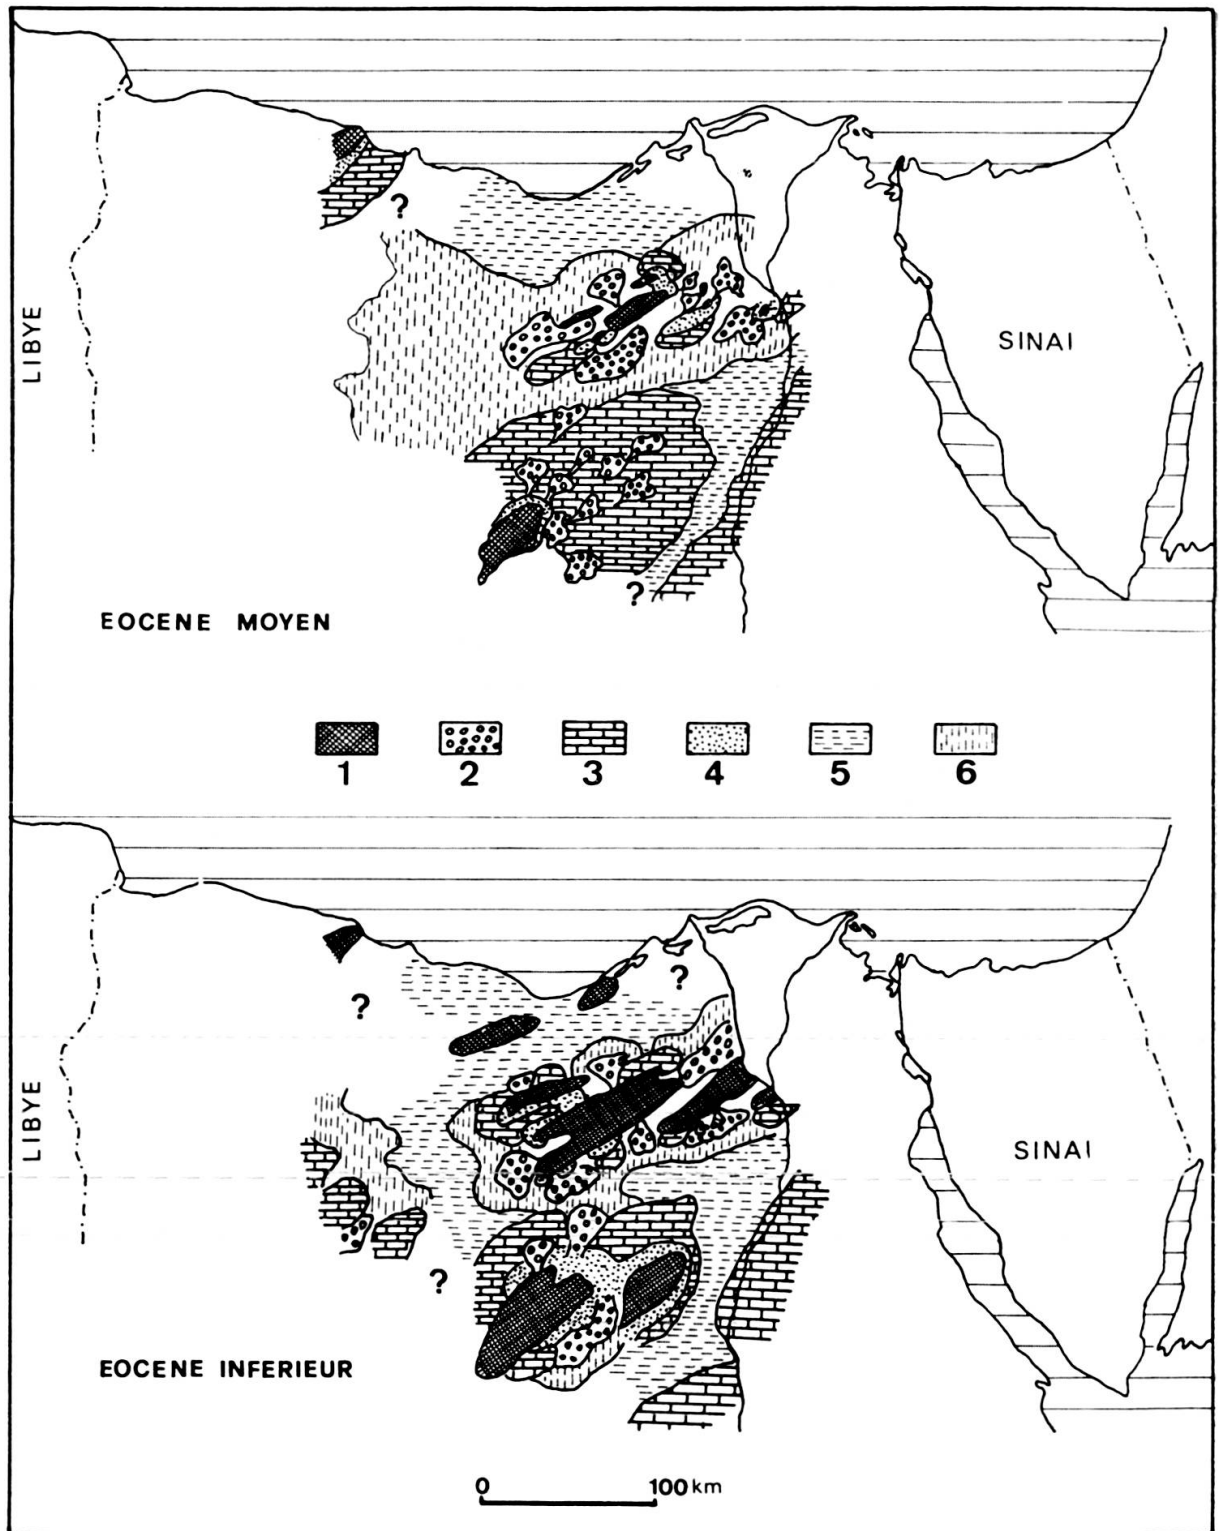 ?
LIBYE
SINAI
?
EOCENE MOYEN
1 2 3 4 5 6
?
?
LIBYE
SINAI
?
EOCENE INFERIEUR
0 100 km